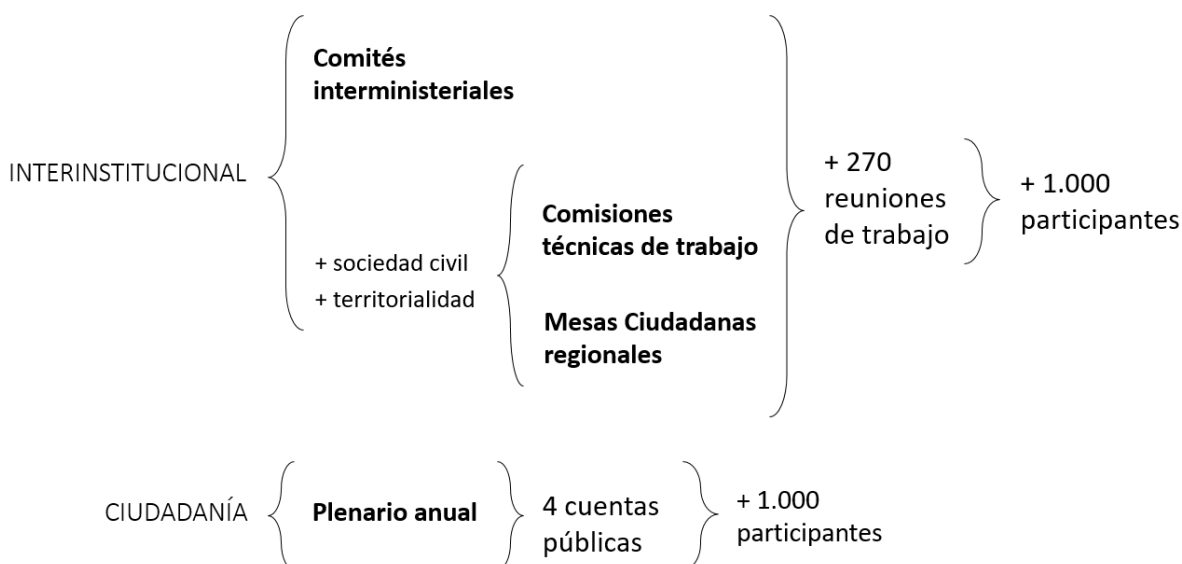 INTERINSTITUCIONAL
Comités
interministeriales
+ sociedad civil
+ territorialidad
Comisiones
técnicas de trabajo
Mesas Ciudadanas
regionales
+ 270
reuniones
de trabajo
+ 1.000
participantes
CIUDADANÍA
Plenario anual
4 cuentas
públicas
+ 1.000
participantes